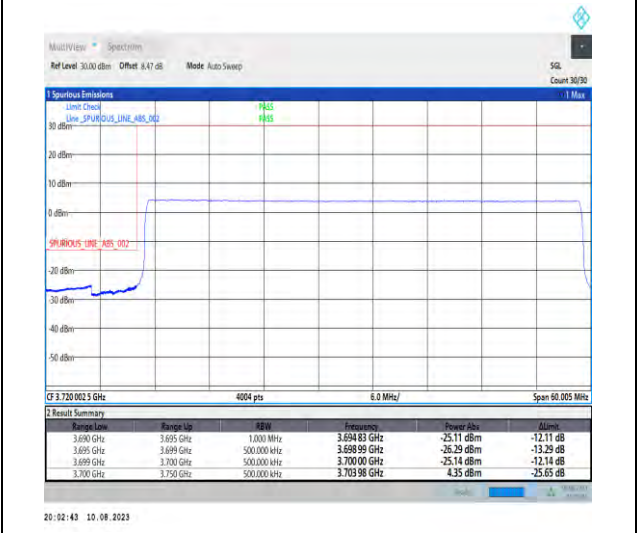 MultiView Spectrum
Ref Level 30.00 dBm Offset 8.47 dB Mode Auto Sweep SGL
Count 30/30
1 Spurious Emissions 1 Max
Limit Check PASS
Line _SPURIOUS_LINE_ABS_002 PASS
30 dBm
20 dBm
10 dBm
0 dBm
SPURIOUS_LINE_ABS_002
-20 dBm
-30 dBm
-40 dBm
-50 dBm
CF 3.720 002 5 GHz 4004 pts 6.0 MHz/ Span 60.005 MHz
2 Result Summary
Range Low Range Up RBW Frequency Power Abs ΔLimit
3.690 GHz 3.695 GHz 1.000 MHz 3.694 83 GHz -25.11 dBm -12.11 dB
3.695 GHz 3.699 GHz 500.000 kHz 3.698 99 GHz -26.29 dBm -13.29 dB
3.699 GHz 3.700 GHz 500.000 kHz 3.700 00 GHz -25.14 dBm -12.14 dB
3.700 GHz 3.750 GHz 500.000 kHz 3.703 98 GHz 4.35 dBm -25.65 dB
20:02:43 10.08.2023